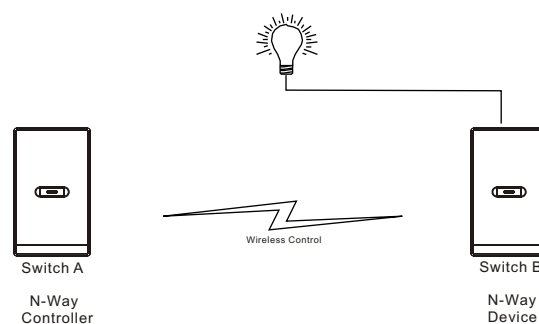 Wireless Control
Switch A
Switch B
N-Way
Controller
N-Way
Device